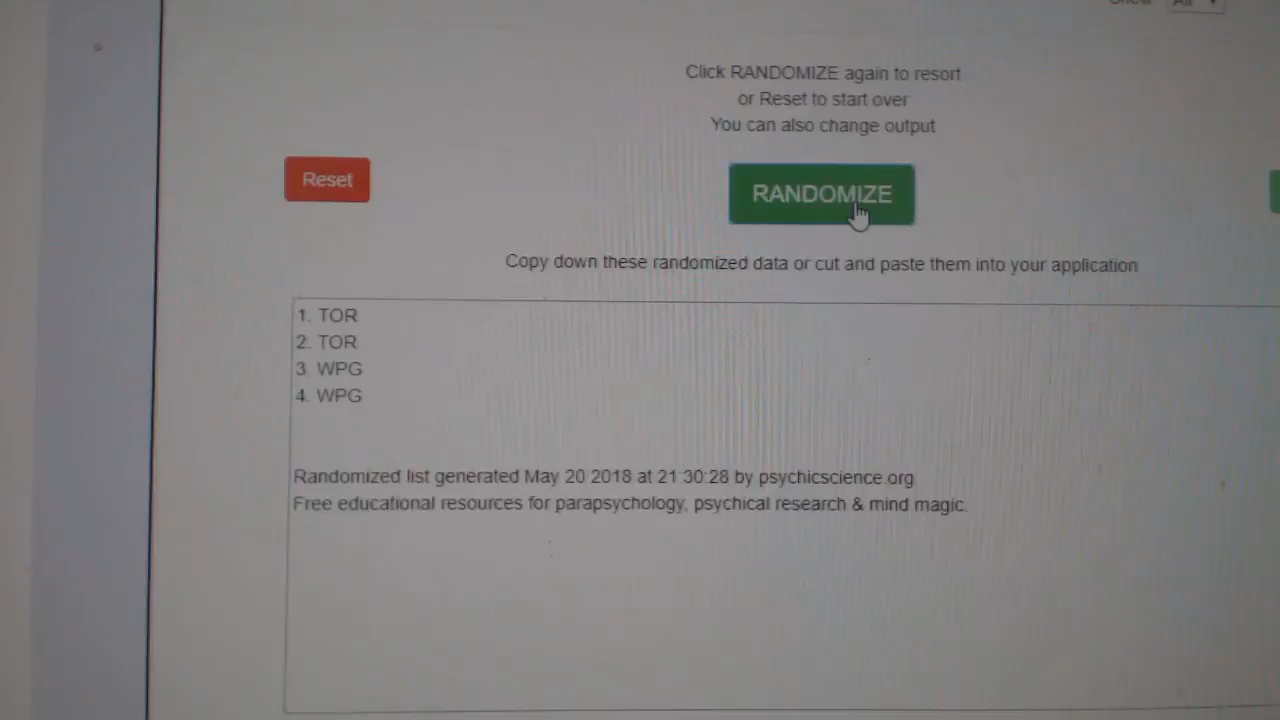 Click RANDOMIZE again to resort
or Reset to start over
You can also change output
Reset
RANDOMIZE
Copy down these randomized data or cut and paste them into your application
1. TOR
2. TOR
3. WPG
4. WPG
Randomized list generated May 20 2018 at 21:30:28 by psychicscience.org
Free educational resources for parapsychology, psychical research & mind magic.